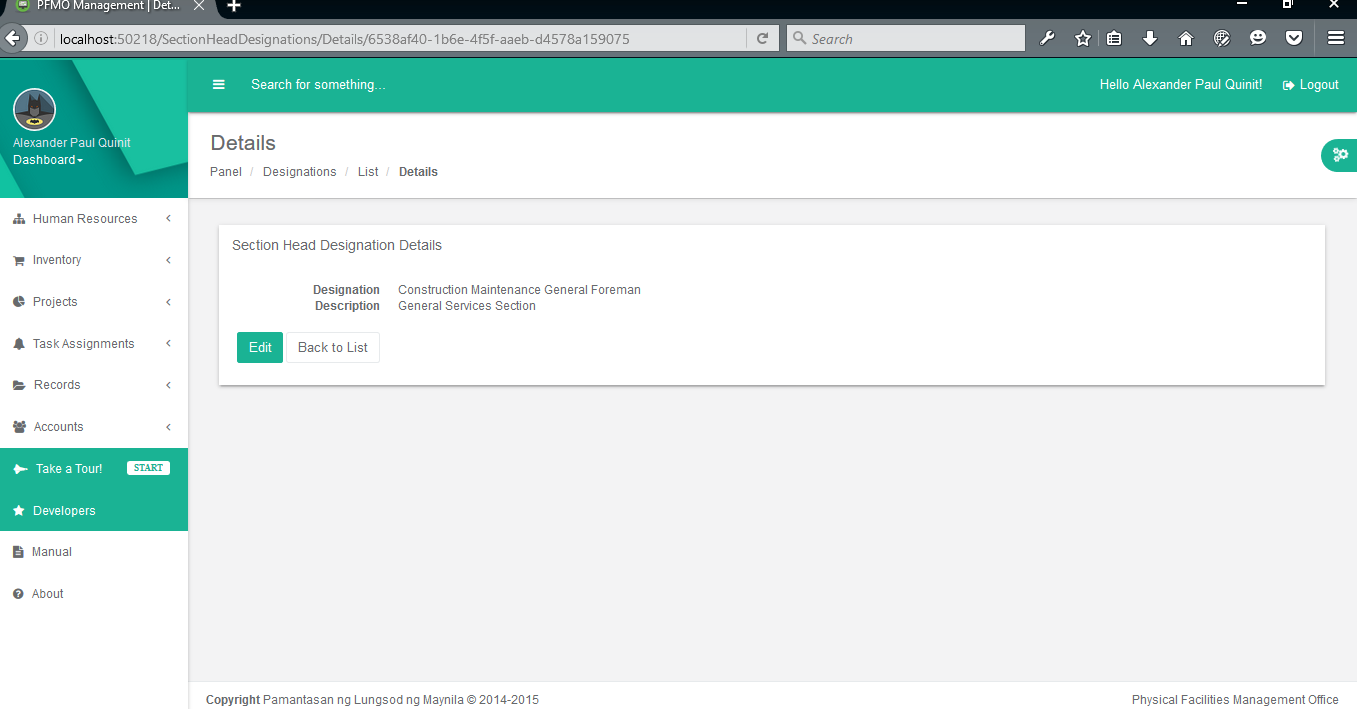 PFMO Management | Det...
localhost:50218/SectionHeadDesignations/Details/6538af40-1b6e-4f5f-aaeb-d4578a159075
Search
Alexander Paul Quinit
Dashboard
Human Resources
Inventory
Projects
Task Assignments
Records
Accounts
Take a Tour! START
Developers
Manual
About
Search for something...
Hello Alexander Paul Quinit! Logout
Details
Panel / Designations / List / Details
Section Head Designation Details
Designation Construction Maintenance General Foreman
Description General Services Section
Edit Back to List
Copyright Pamantasan ng Lungsod ng Maynila © 2014-2015
Physical Facilities Management Office